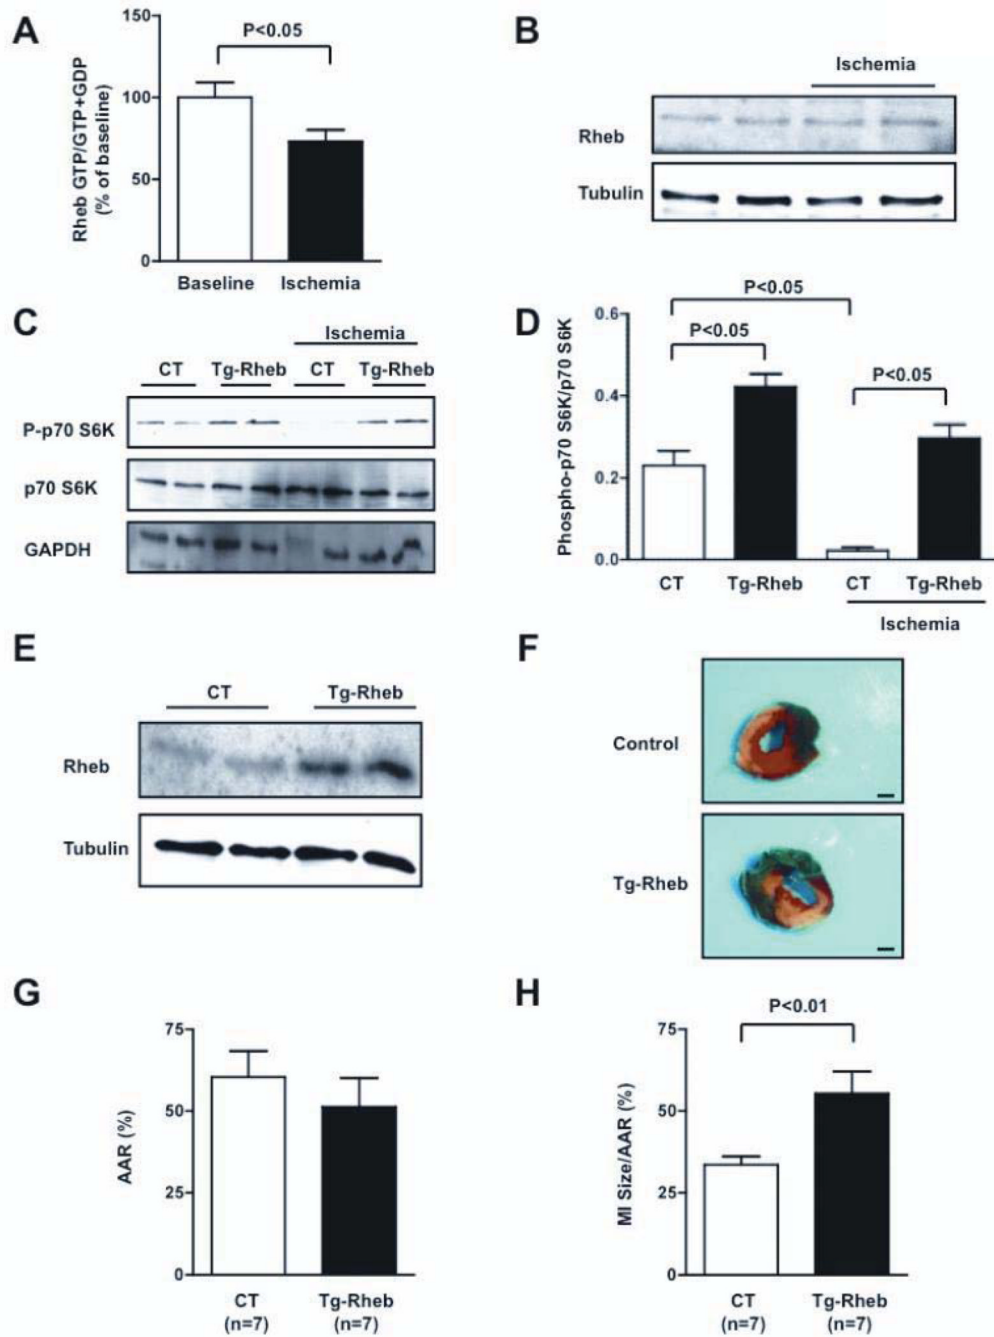 A
Rheb GTP/GTP+GDP
(% of baseline)
150
100
50
0
P<0.05
Baseline Ischemia
B
Ischemia
Rheb
Tubulin
C
Ischemia
CT Tg-Rheb CT Tg-Rheb
P-p70 S6K
p70 S6K
GAPDH
D
Phospho-p70 S6K/p70 S6K
0.6
0.4
0.2
0.0
P<0.05
P<0.05
P<0.05
CT Tg-Rheb CT Tg-Rheb
Ischemia
E
CT Tg-Rheb
Rheb
Tubulin
F
Control
Tg-Rheb
G
AAR (%)
75
50
25
0
CT Tg-Rheb
(n=7) (n=7)
H
MI Size/AAR (%)
75
50
25
0
P<0.01
CT Tg-Rheb
(n=7) (n=7)